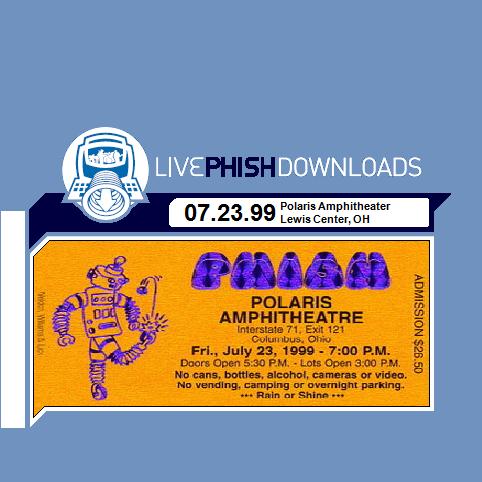 LIVEPHISHDOWNLOADS
07.23.99
Polaris Amphitheater
Lewis Center, OH
PHISH
POLARIS
AMPHITHEATRE
Interstate 71, Exit 121
Columbus, Ohio
Fri., July 23, 1999 - 7:00 P.M.
Doors Open 5:30 P.M. - Lots Open 3:00 P.M.
No cans, bottles, alcohol, cameras or video.
No vending, camping or overnight parking.
*** Rain or Shine ***
ADMISSION $26.50